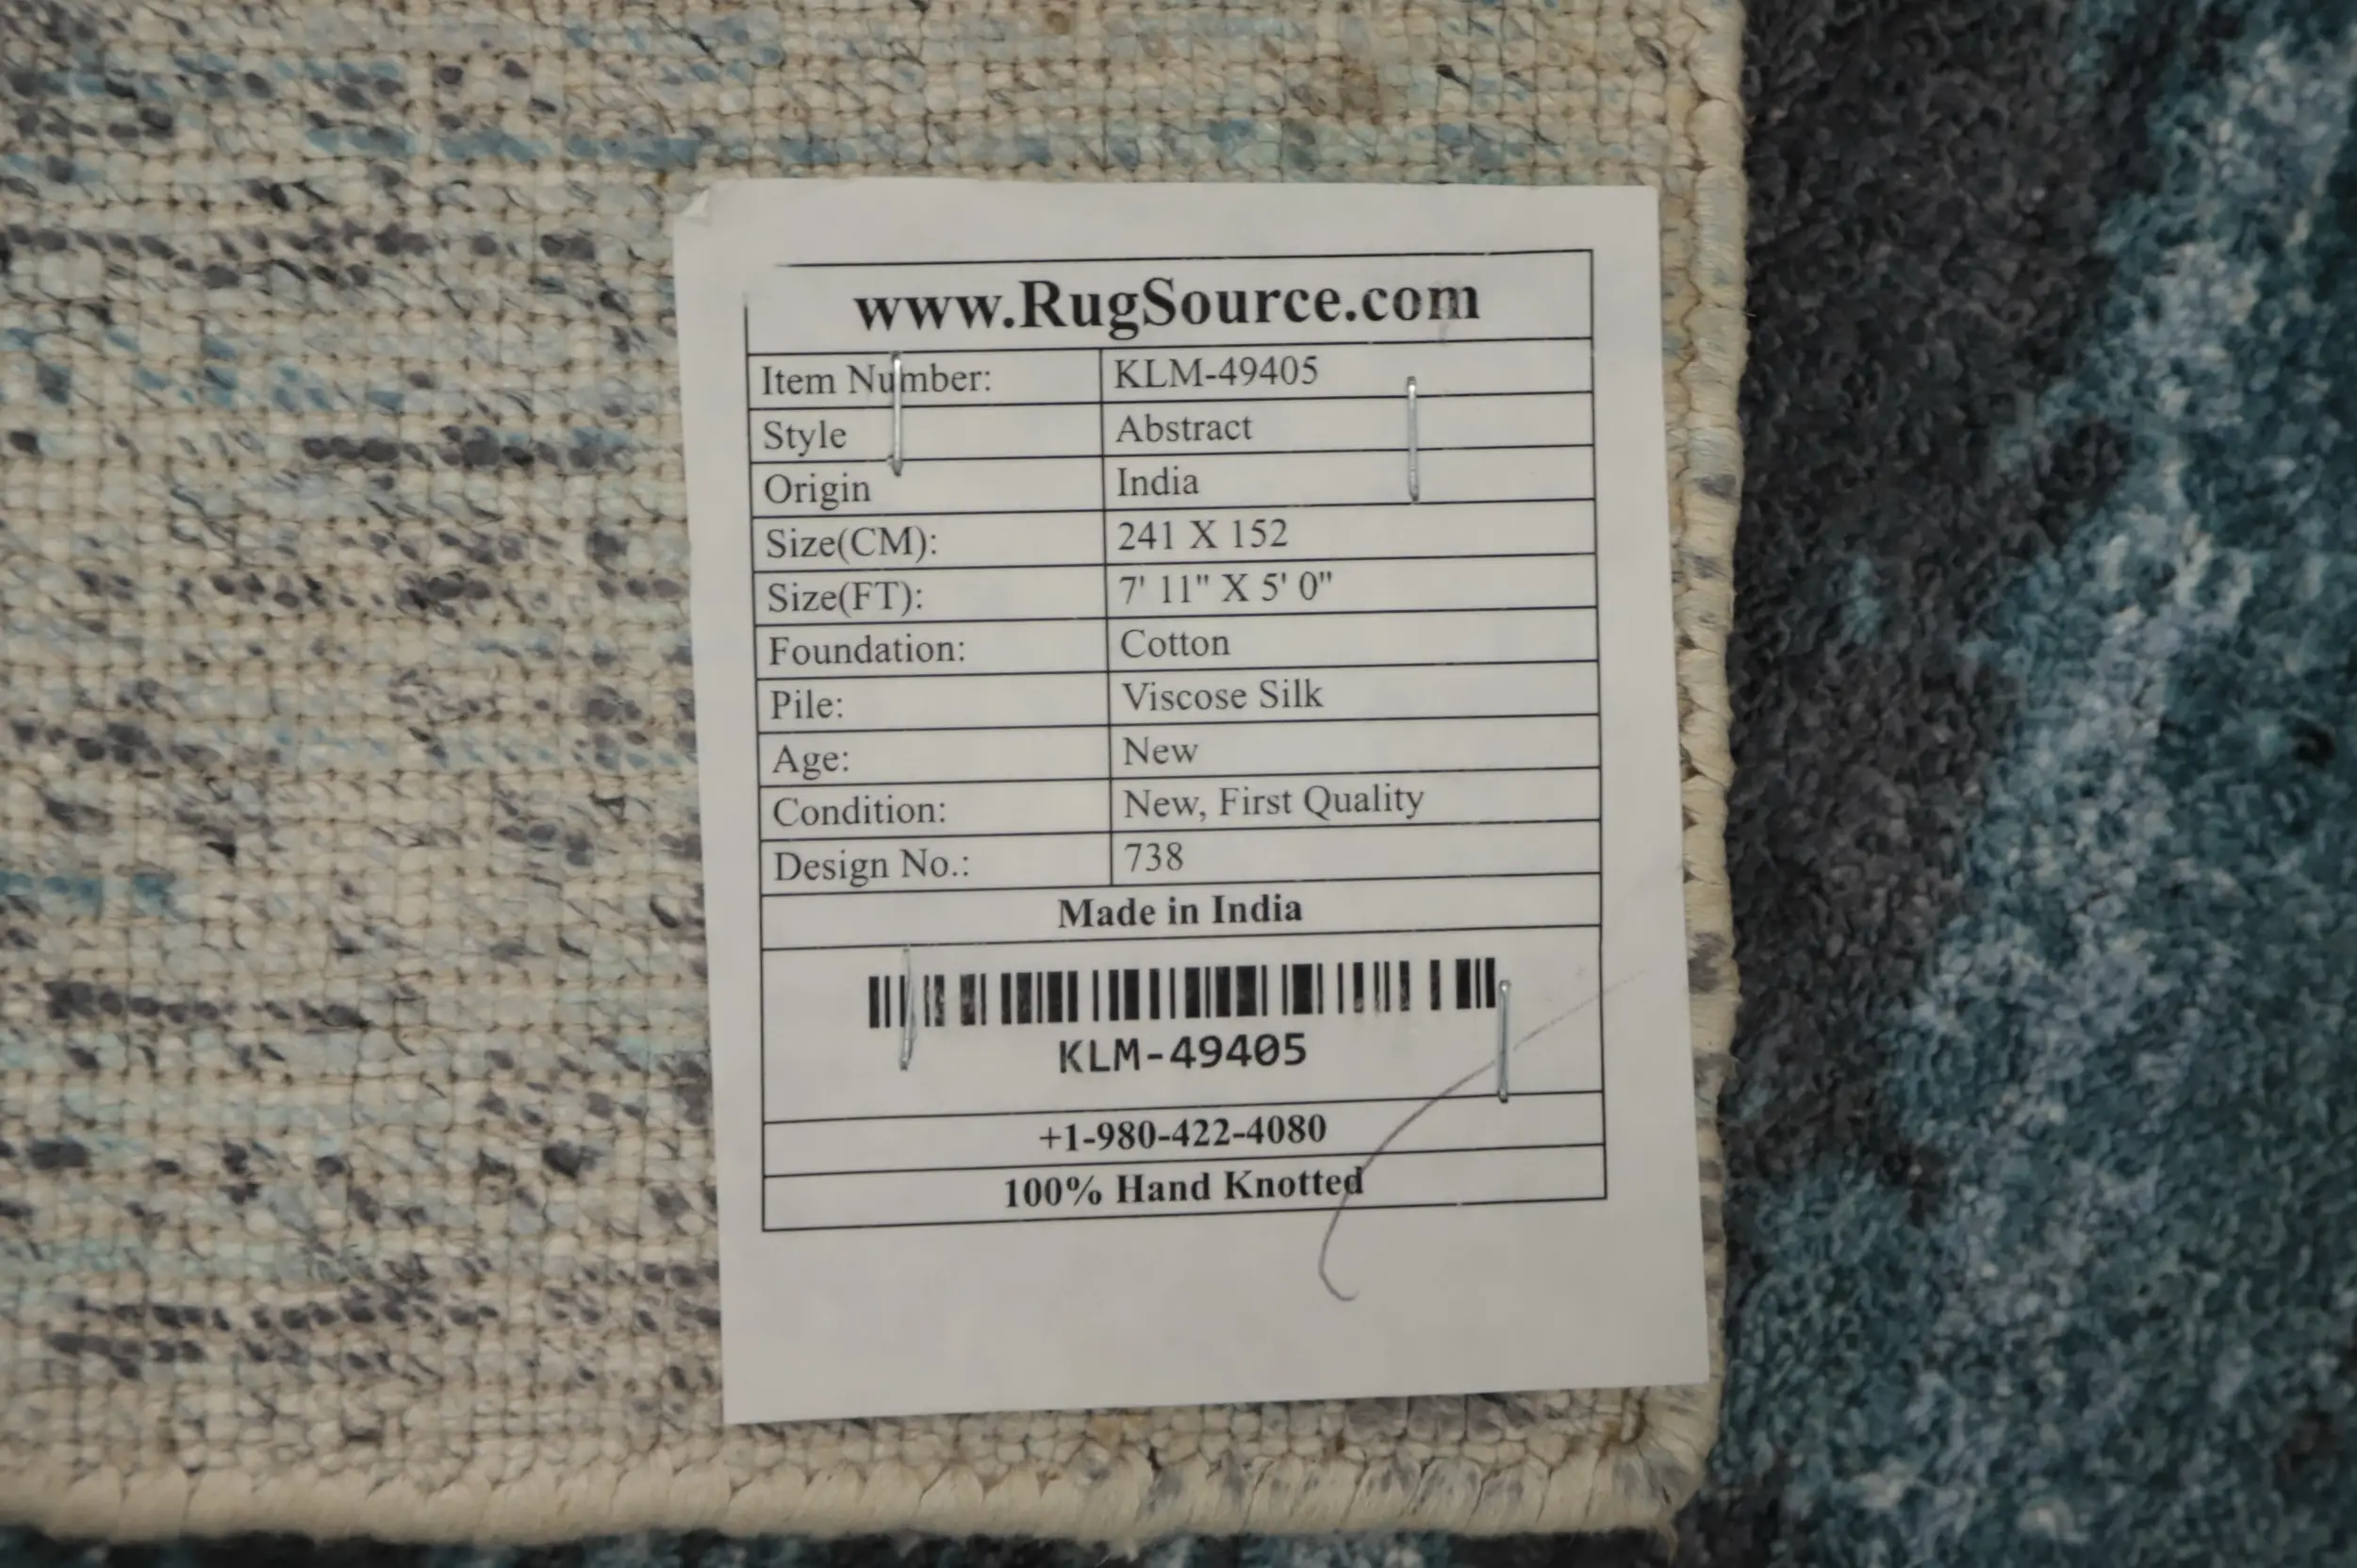 www.RugSource.com
Item Number: KLM-49405
Style Abstract
Origin India
Size(CM): 241 X 152
Size(FT): 7' 11" X 5' 0"
Foundation: Cotton
Pile: Viscose Silk
Age: New
Condition: New, First Quality
Design No.: 738
Made in India
KLM-49405
+1-980-422-4080
100% Hand Knotted